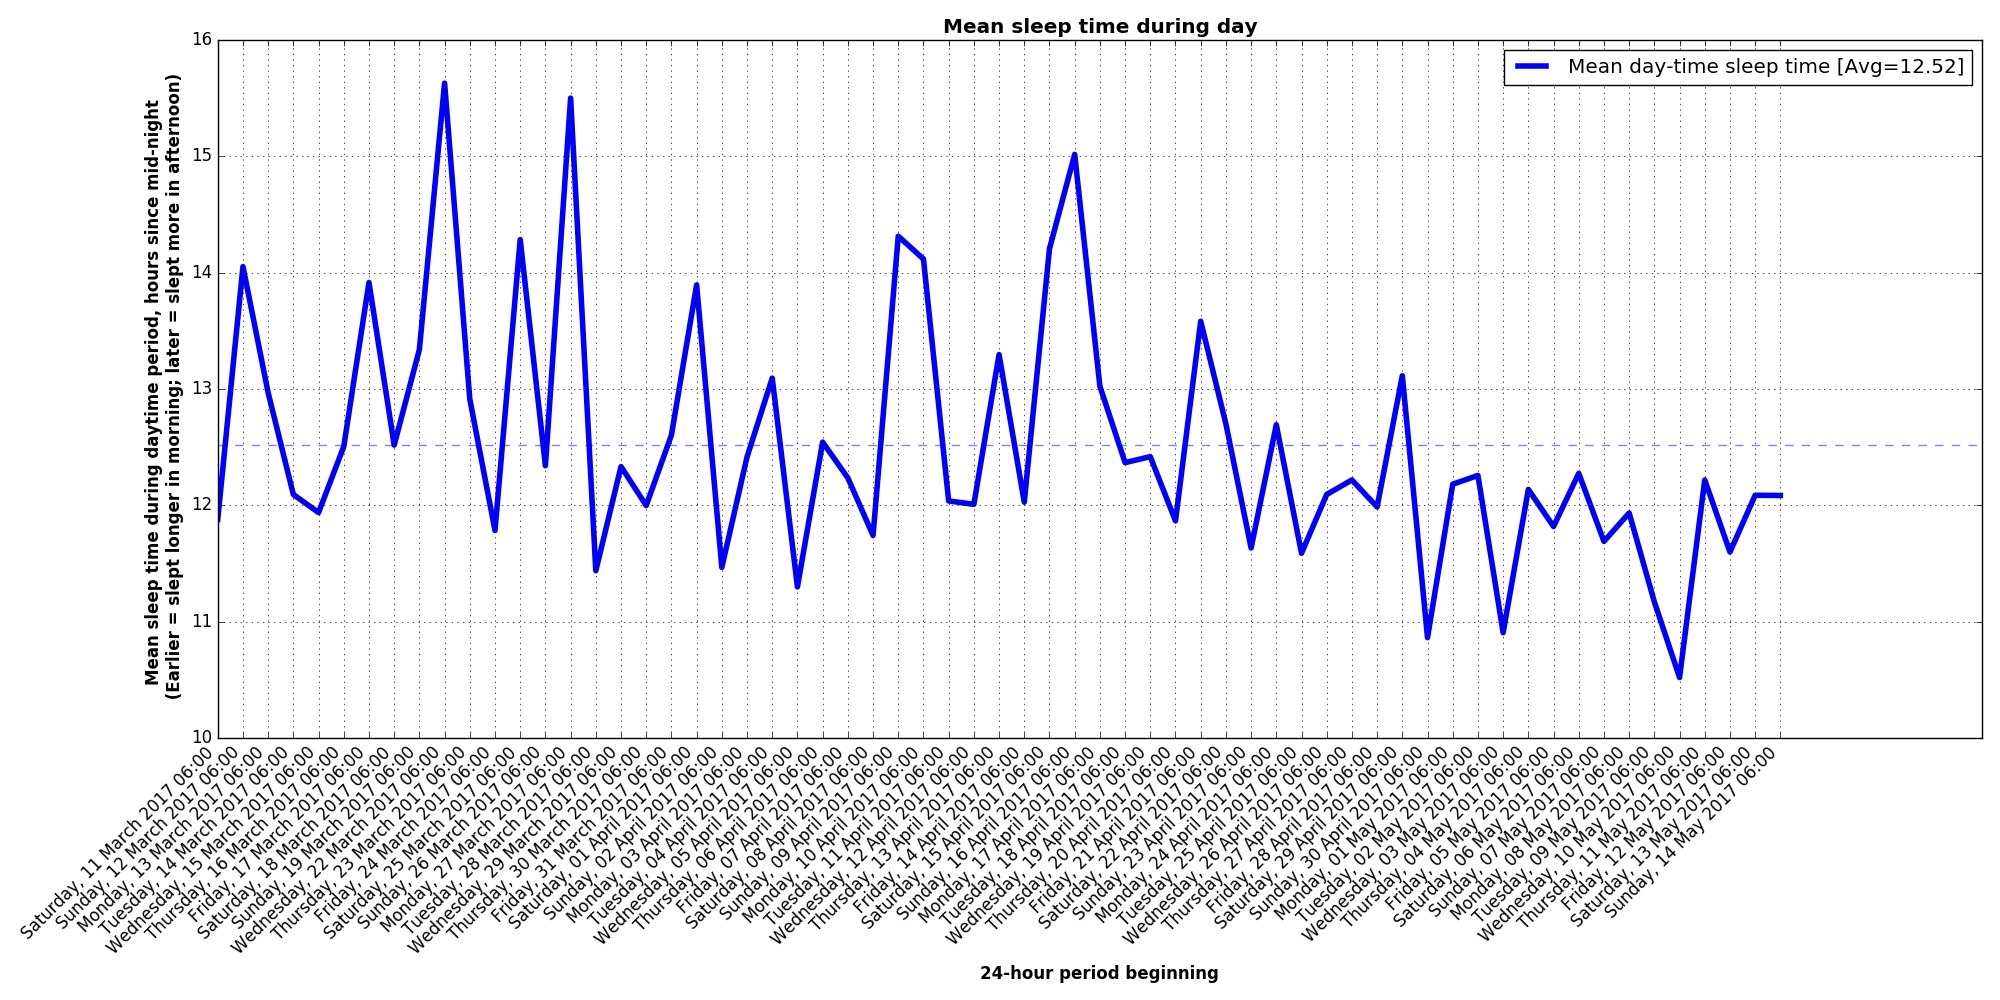 Mean sleep time during day
Mean day-time sleep time [Avg=12.52]
16
15
14
13
12
11
10
Mean sleep time during daytime period, hours since mid-night
(Earlier = slept longer in morning; later = slept more in afternoon)
Saturday, 11 March 2017 06:00
Sunday, 12 March 2017 06:00
Monday, 13 March 2017 06:00
Tuesday, 14 March 2017 06:00
Wednesday, 15 March 2017 06:00
Thursday, 16 March 2017 06:00
Friday, 17 March 2017 06:00
Saturday, 18 March 2017 06:00
Sunday, 19 March 2017 06:00
Wednesday, 22 March 2017 06:00
Thursday, 23 March 2017 06:00
Friday, 24 March 2017 06:00
Saturday, 25 March 2017 06:00
Sunday, 26 March 2017 06:00
Monday, 27 March 2017 06:00
Tuesday, 28 March 2017 06:00
Wednesday, 29 March 2017 06:00
Thursday, 30 March 2017 06:00
Friday, 31 March 2017 06:00
Saturday, 01 April 2017 06:00
Sunday, 02 April 2017 06:00
Monday, 03 April 2017 06:00
Tuesday, 04 April 2017 06:00
Wednesday, 05 April 2017 06:00
Thursday, 06 April 2017 06:00
Friday, 07 April 2017 06:00
Saturday, 08 April 2017 06:00
Sunday, 09 April 2017 06:00
Monday, 10 April 2017 06:00
Tuesday, 11 April 2017 06:00
Wednesday, 12 April 2017 06:00
Thursday, 13 April 2017 06:00
Friday, 14 April 2017 06:00
Saturday, 15 April 2017 06:00
Sunday, 16 April 2017 06:00
Monday, 17 April 2017 06:00
Tuesday, 18 April 2017 06:00
Wednesday, 19 April 2017 06:00
Thursday, 20 April 2017 06:00
Friday, 21 April 2017 06:00
Saturday, 22 April 2017 06:00
Sunday, 23 April 2017 06:00
Monday, 24 April 2017 06:00
Tuesday, 25 April 2017 06:00
Wednesday, 26 April 2017 06:00
Thursday, 27 April 2017 06:00
Friday, 28 April 2017 06:00
Saturday, 29 April 2017 06:00
Sunday, 30 April 2017 06:00
Monday, 01 May 2017 06:00
Tuesday, 02 May 2017 06:00
Wednesday, 03 May 2017 06:00
Thursday, 04 May 2017 06:00
Friday, 05 May 2017 06:00
Saturday, 06 May 2017 06:00
Sunday, 07 May 2017 06:00
Monday, 08 May 2017 06:00
Tuesday, 09 May 2017 06:00
Wednesday, 10 May 2017 06:00
Thursday, 11 May 2017 06:00
Friday, 12 May 2017 06:00
Saturday, 13 May 2017 06:00
Sunday, 14 May 2017 06:00
24-hour period beginning